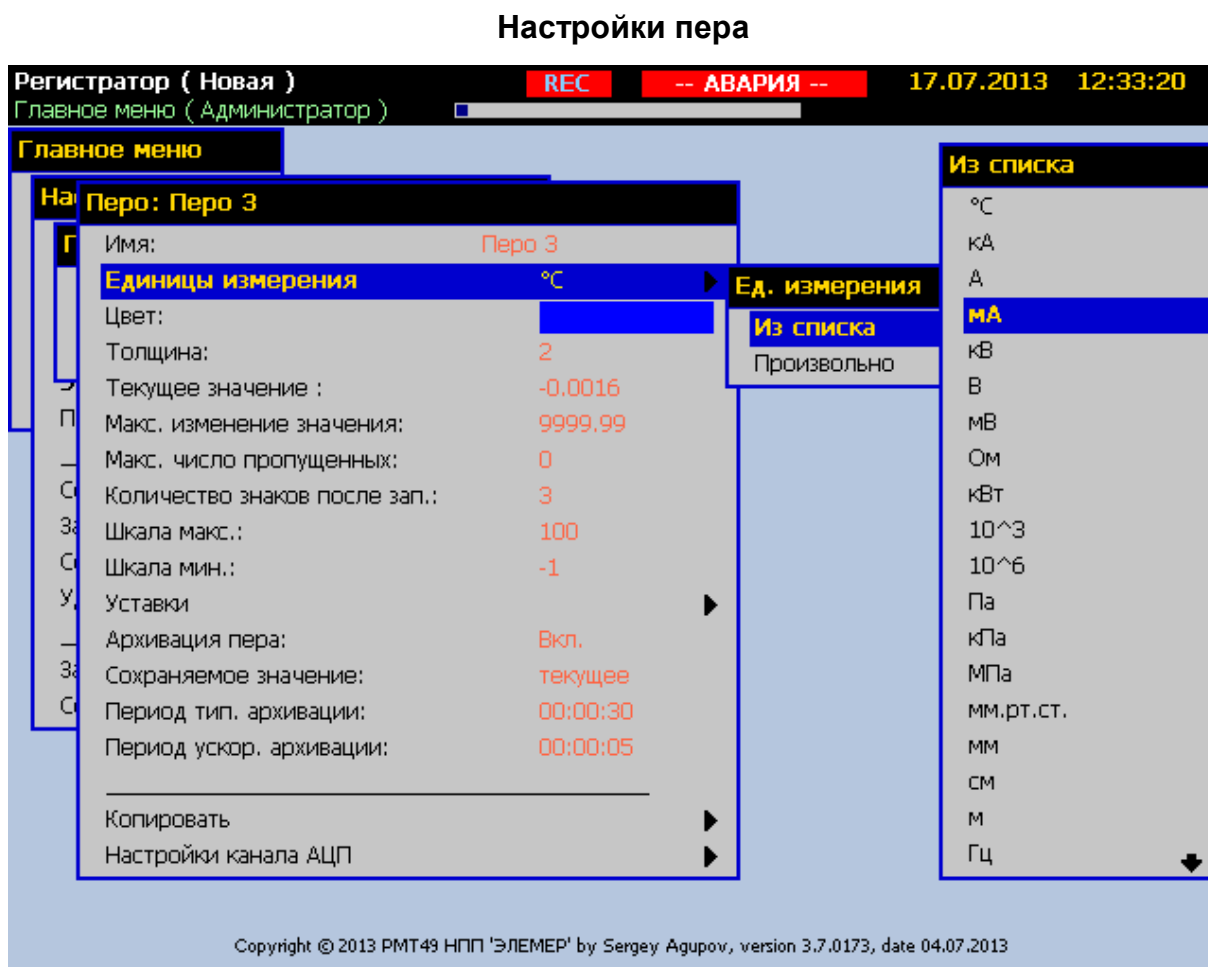 Настройки пера
Регистратор ( Новая ) REC -- АВАРИЯ -- 17.07.2013 12:33:20
Главное меню ( Администратор )
Главное меню
Перо: Перо 3
Имя: Перо 3
Единицы измерения °C
Цвет:
Толщина: 2
Текущее значение : -0.0016
Макс. изменение значения: 9999.99
Макс. число пропущенных: 0
Количество знаков после зап.: 3
Шкала макс.: 100
Шкала мин.: -1
Уставки
Архивация пера: Вкл.
Сохраняемое значение: текущее
Период тип. архивации: 00:00:30
Период ускор. архивации: 00:00:05
Копировать
Настройки канала АЦП
Ед. измерения
Из списка
Произвольно
Из списка
°C
кА
А
мА
кВ
В
мВ
Ом
кВт
10^3
10^6
Па
кПа
МПа
мм.рт.ст.
мм
см
м
Гц
Copyright © 2013 РМТ49 НПП 'ЭЛЕМЕР' by Sergey Agupov, version 3.7.0173, date 04.07.2013